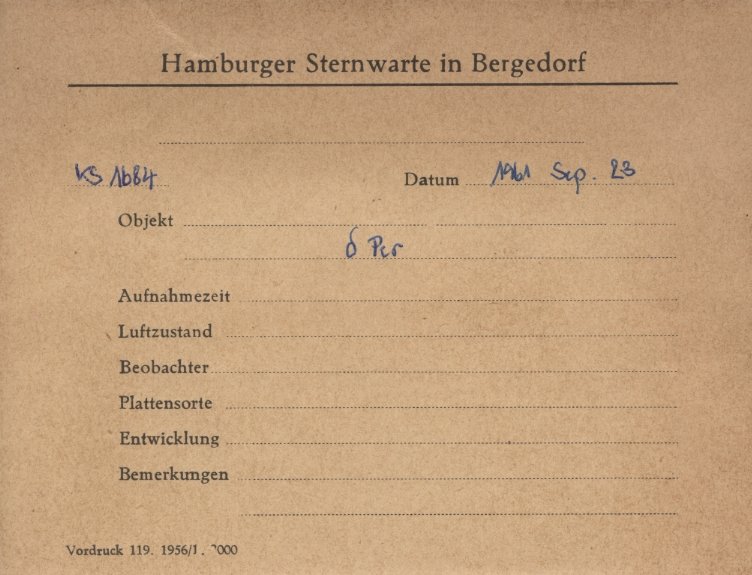 Hamburger Sternwarte in Bergedorf
KS 1684 Datum 1961 Sep. 23
Objekt
δ Per
Aufnahmezeit
Luftzustand
Beobachter
Plattensorte
Entwicklung
Bemerkungen
Vordruck 119. 1956/1. 2000